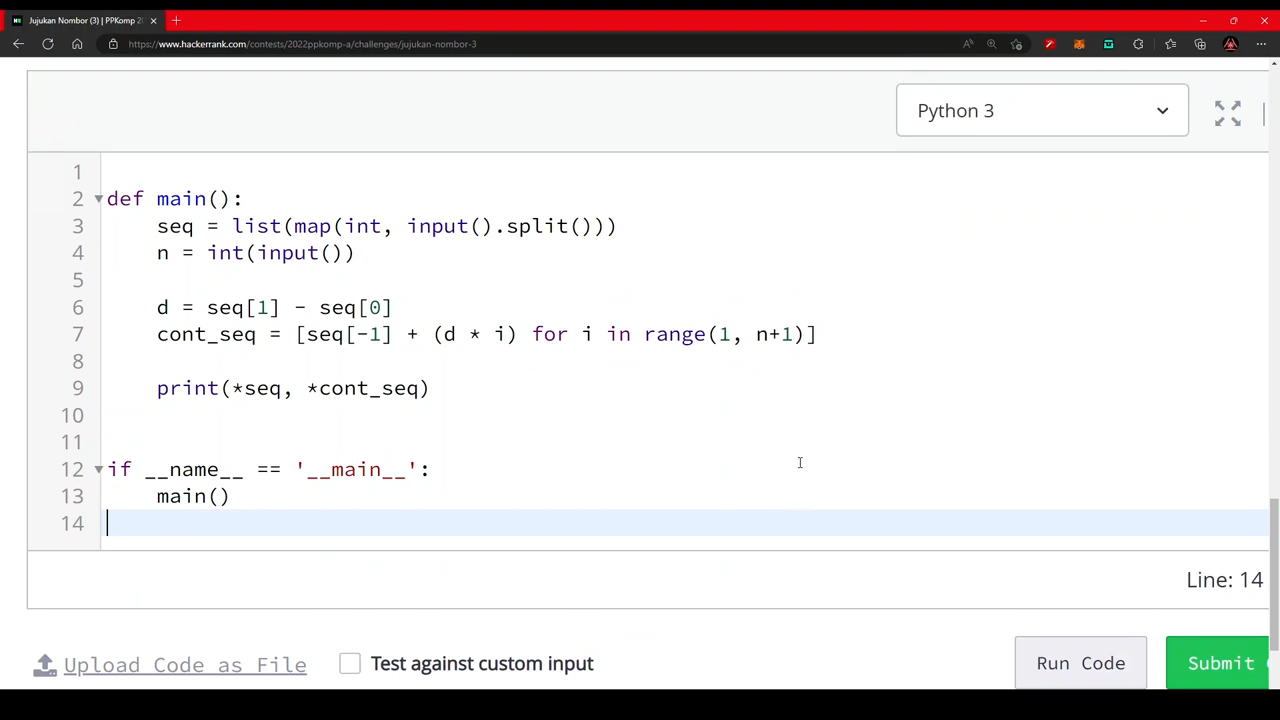 Jujukan Nombor (3) | PPKomp 20
https://www.hackerrank.com/contests/2022ppkomp-a/challenges/jujukan-nombor-3
Python 3
1
2 def main():
3 seq = list(map(int, input().split()))
4 n = int(input())
5
6 d = seq[1] - seq[0]
7 cont_seq = [seq[-1] + (d * i) for i in range(1, n+1)]
8
9 print(*seq, *cont_seq)
10
11
12 if __name__ == '__main__':
13 main()
14
Line: 14
Upload Code as File
Test against custom input
Run Code
Submit